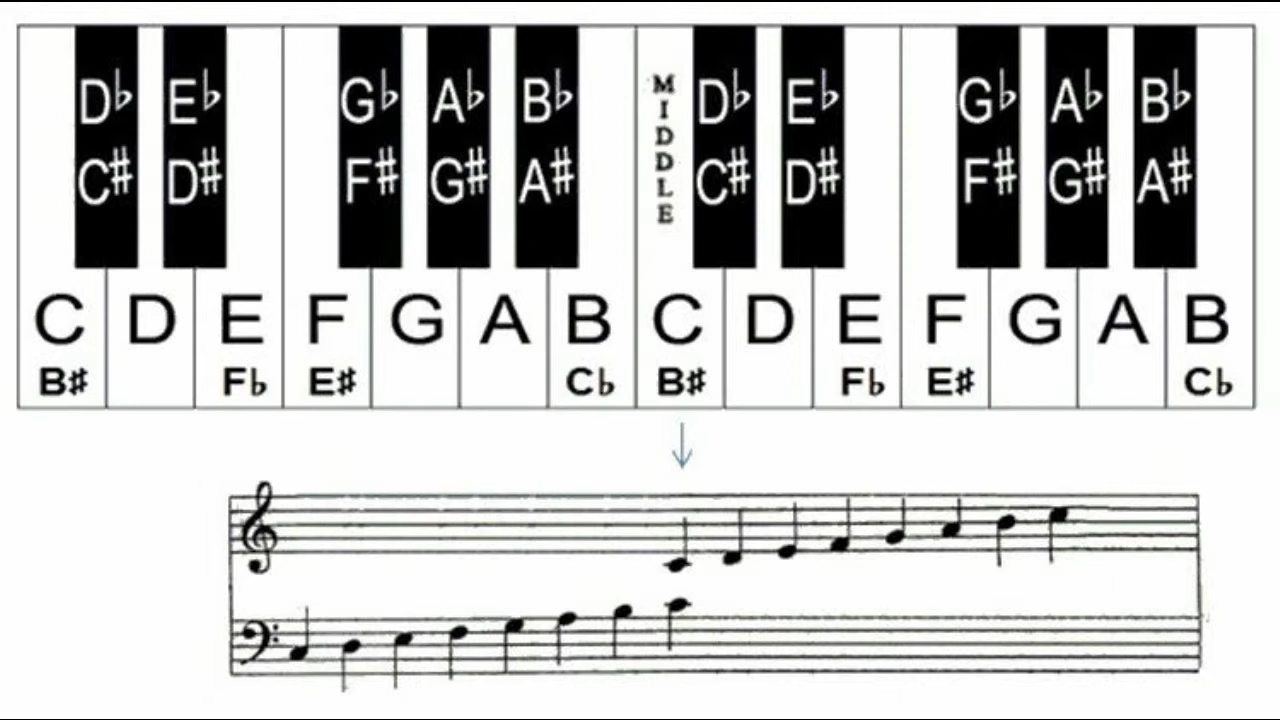 D♭ E♭ G♭ A♭ B♭ MIDDLE D♭ E♭ G♭ A♭ B♭
C♯ D♯ F♯ G♯ A♯ C♯ D♯ F♯ G♯ A♯
C D E F G A B C D E F G A B
B♯ F♭ E♯ C♭ B♯ F♭ E♯ C♭